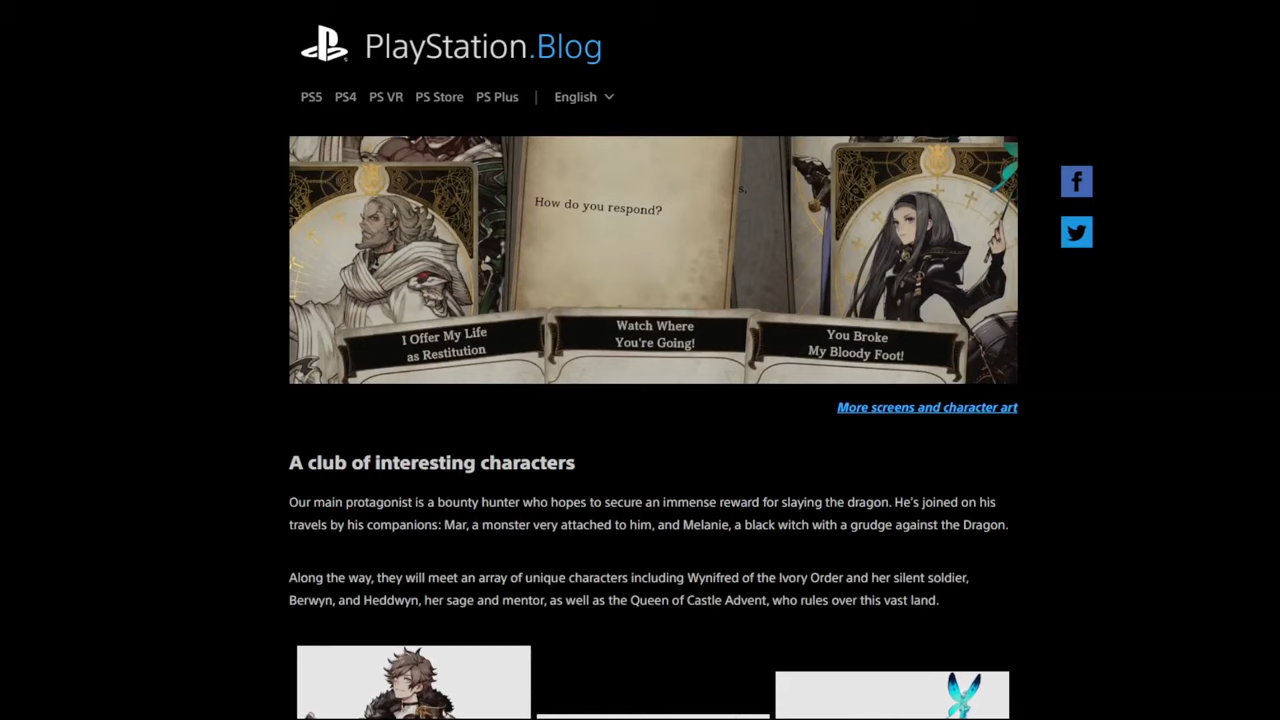 PlayStation.Blog
PS5 PS4 PS VR PS Store PS Plus | English
s.
How do you respond?
I Offer My Life
as Restitution
Watch Where
You're Going!
You Broke
My Bloody Foot!
More screens and character art
A club of interesting characters
Our main protagonist is a bounty hunter who hopes to secure an immense reward for slaying the dragon. He's joined on his
travels by his companions: Mar, a monster very attached to him, and Melanie, a black witch with a grudge against the Dragon.
Along the way, they will meet an array of unique characters including Wynifred of the Ivory Order and her silent soldier,
Berwyn, and Heddwyn, her sage and mentor, as well as the Queen of Castle Advent, who rules over this vast land.